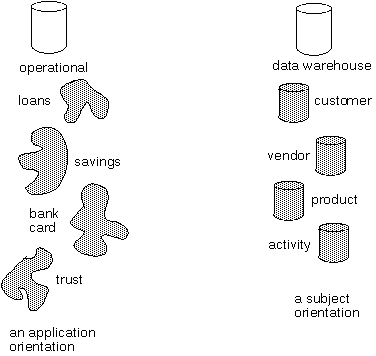 operational
loans
savings
bank
card
trust
an application
orientation
data warehouse
customer
vendor
product
activity
a subject
orientation